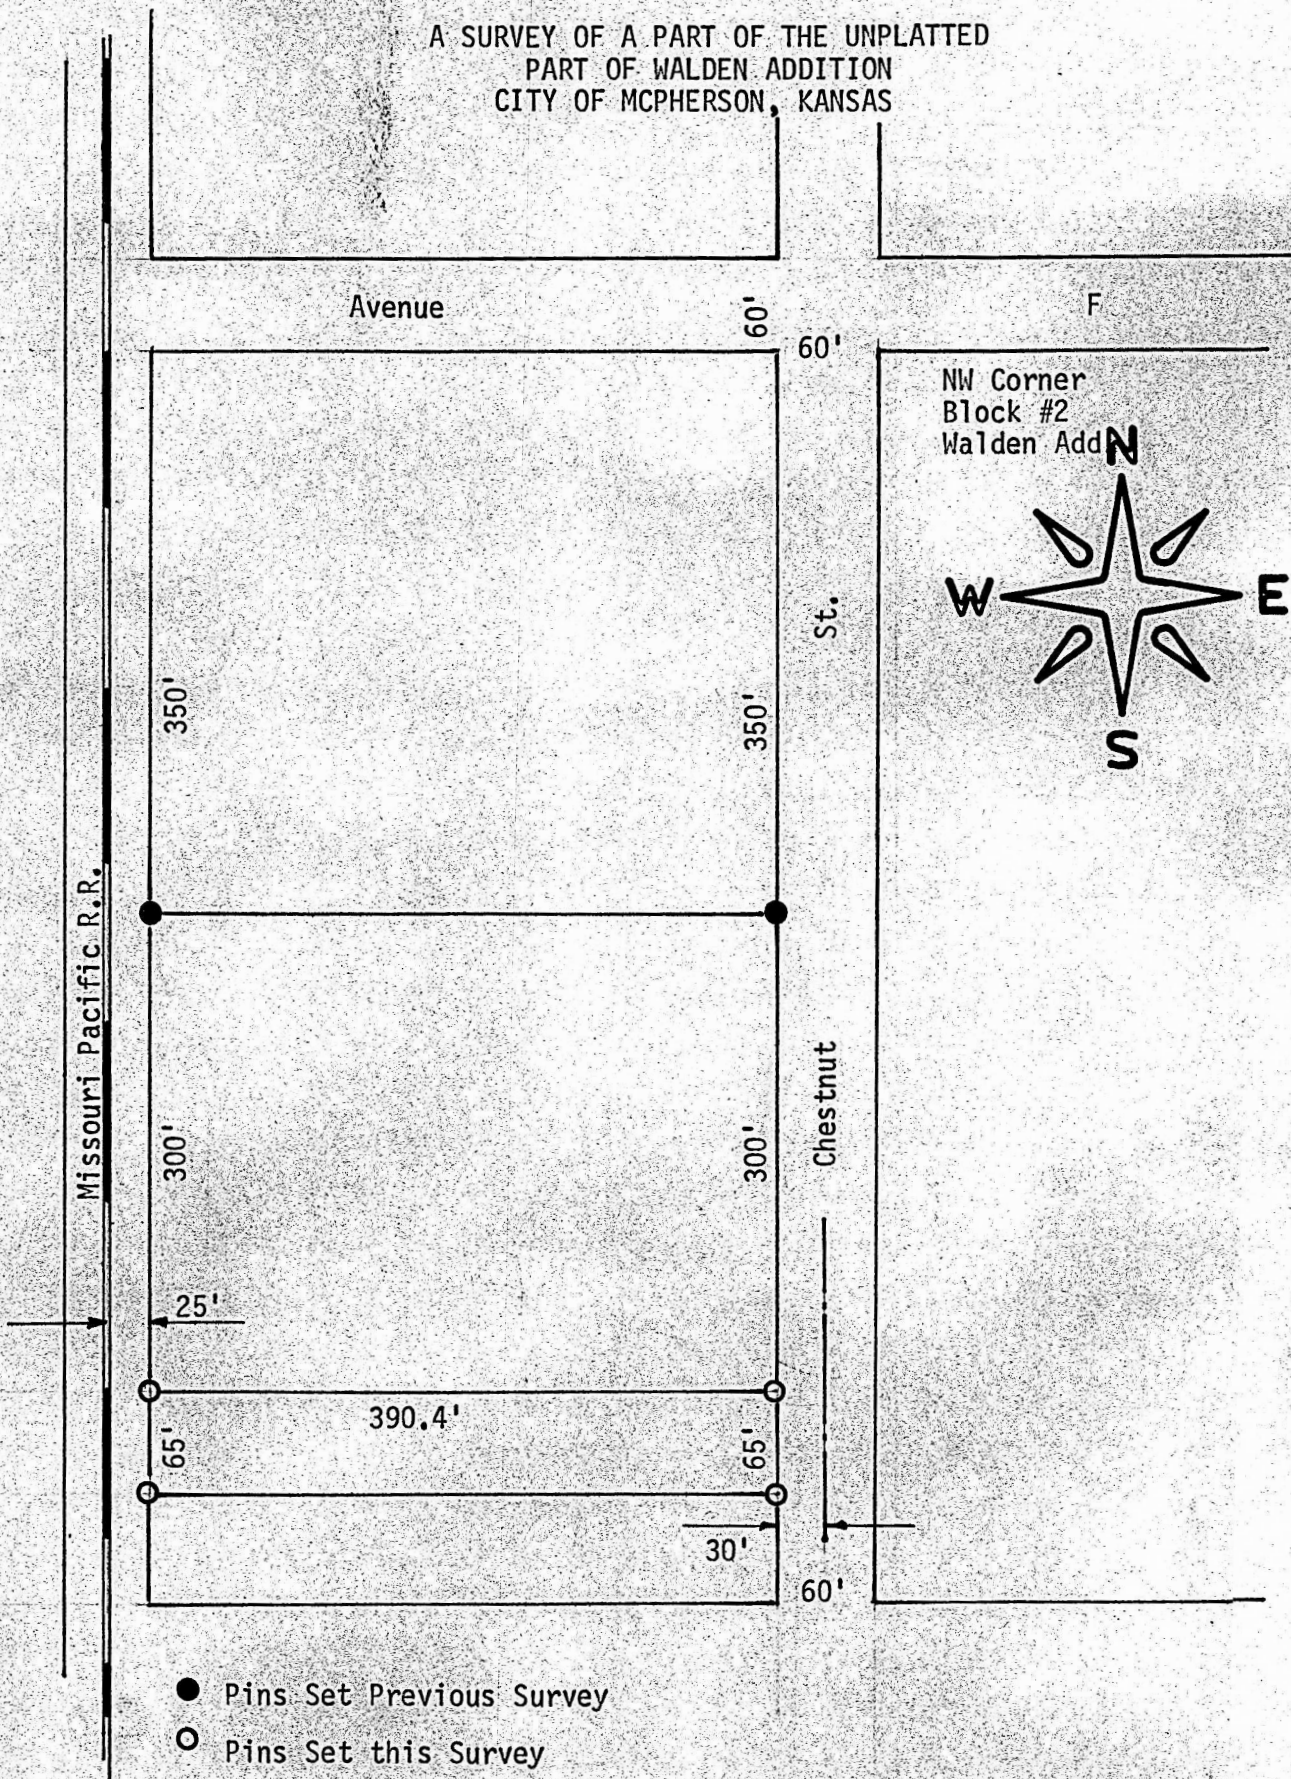 A SURVEY OF A PART OF THE UNPLATTED
PART OF WALDEN ADDITION
CITY OF MCPHERSON, KANSAS
Avenue
60'
F
60'
NW Corner
Block #2
Walden Add.
N
W
E
S
St.
350'
350'
Missouri Pacific R.R.
Chestnut
300'
300'
25'
390.4'
65'
65'
30'
60'
Pins Set Previous Survey
Pins Set this Survey